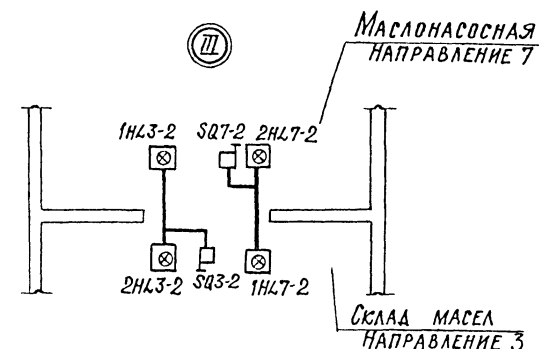 III
Маслонасосная
Направление 7
1HL3-2
SQ7-2
2HL7-2
2HL3-2
SQ3-2
1HL7-2
Склад масел
Направление 3